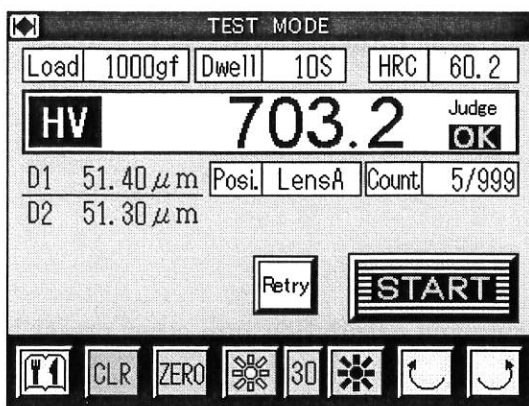 TEST MODE
Load 1000gf Dwell 10S HRC 60.2
HV 703.2 Judge OK
D1 51.40μm Posi. LensA Count 5/999
D2 51.30μm
Retry START
CLR ZERO 30